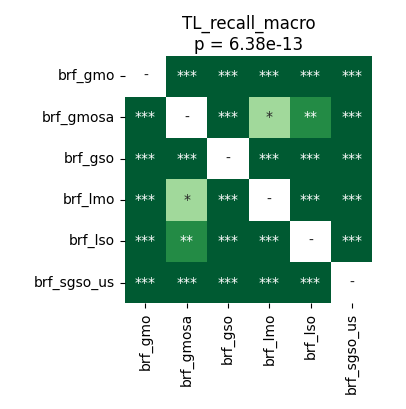 TL_recall_macro
p = 6.38e-13
brf_gmo - *** *** *** *** ***
brf_gmosa *** - *** * ** ***
brf_gso *** *** - *** *** ***
brf_lmo *** * *** - *** ***
brf_lso *** ** *** *** - ***
brf_sgso_us *** *** *** *** *** -
brf_gmo brf_gmosa brf_gso brf_lmo brf_lso brf_sgso_us